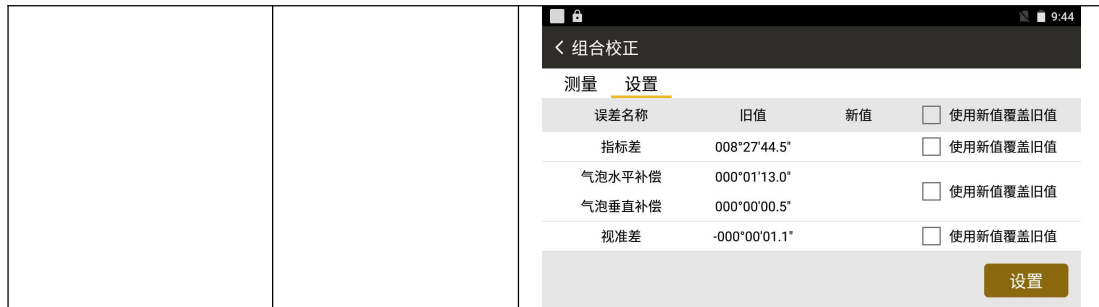 9:44
组合校正
测量 设置
误差名称 旧值 新值 使用新值覆盖旧值
指标差 008°27'44.5" 使用新值覆盖旧值
气泡水平补偿 000°01'13.0"
使用新值覆盖旧值
气泡垂直补偿 000°00'00.5"
视准差 -000°00'01.1" 使用新值覆盖旧值
设置